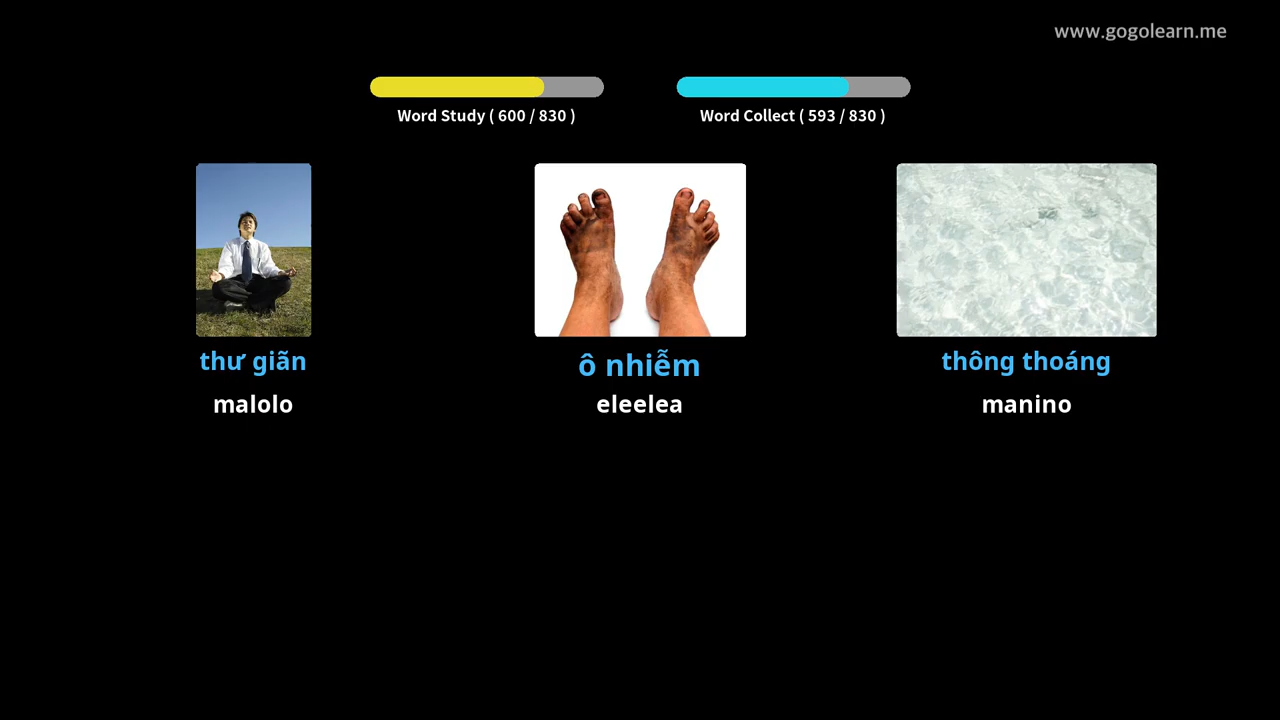 www.gogolearn.me
Word Study ( 600 / 830 )
Word Collect ( 593 / 830 )
thư giãn
ô nhiễm
thông thoáng
malolo
eleelea
manino